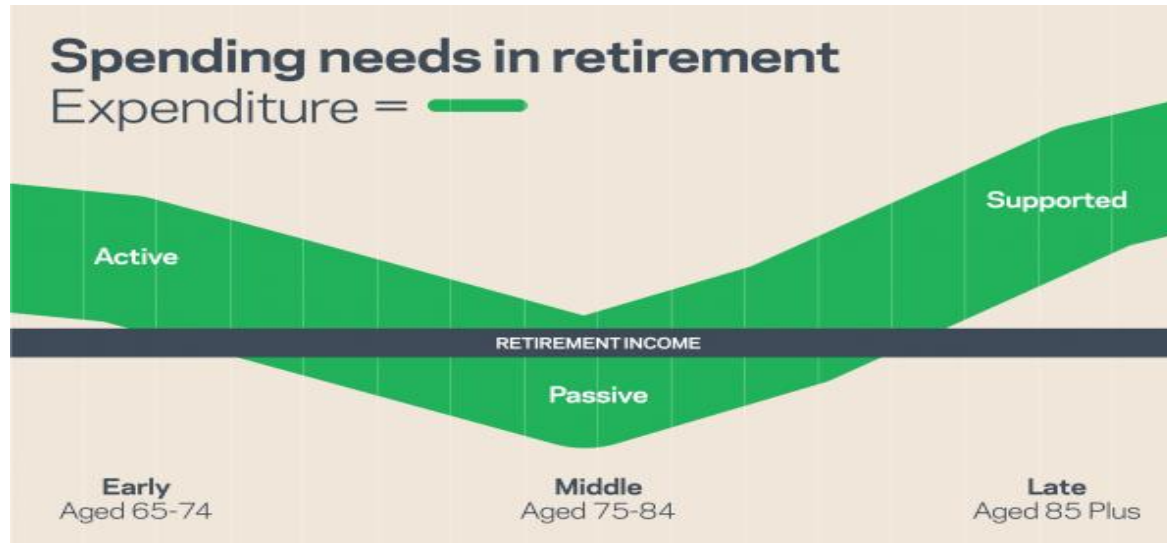 Spending needs in retirement
Expenditure =
Supported
Active
RETIREMENT INCOME
Passive
Early
Aged 65-74
Middle
Aged 75-84
Late
Aged 85 Plus